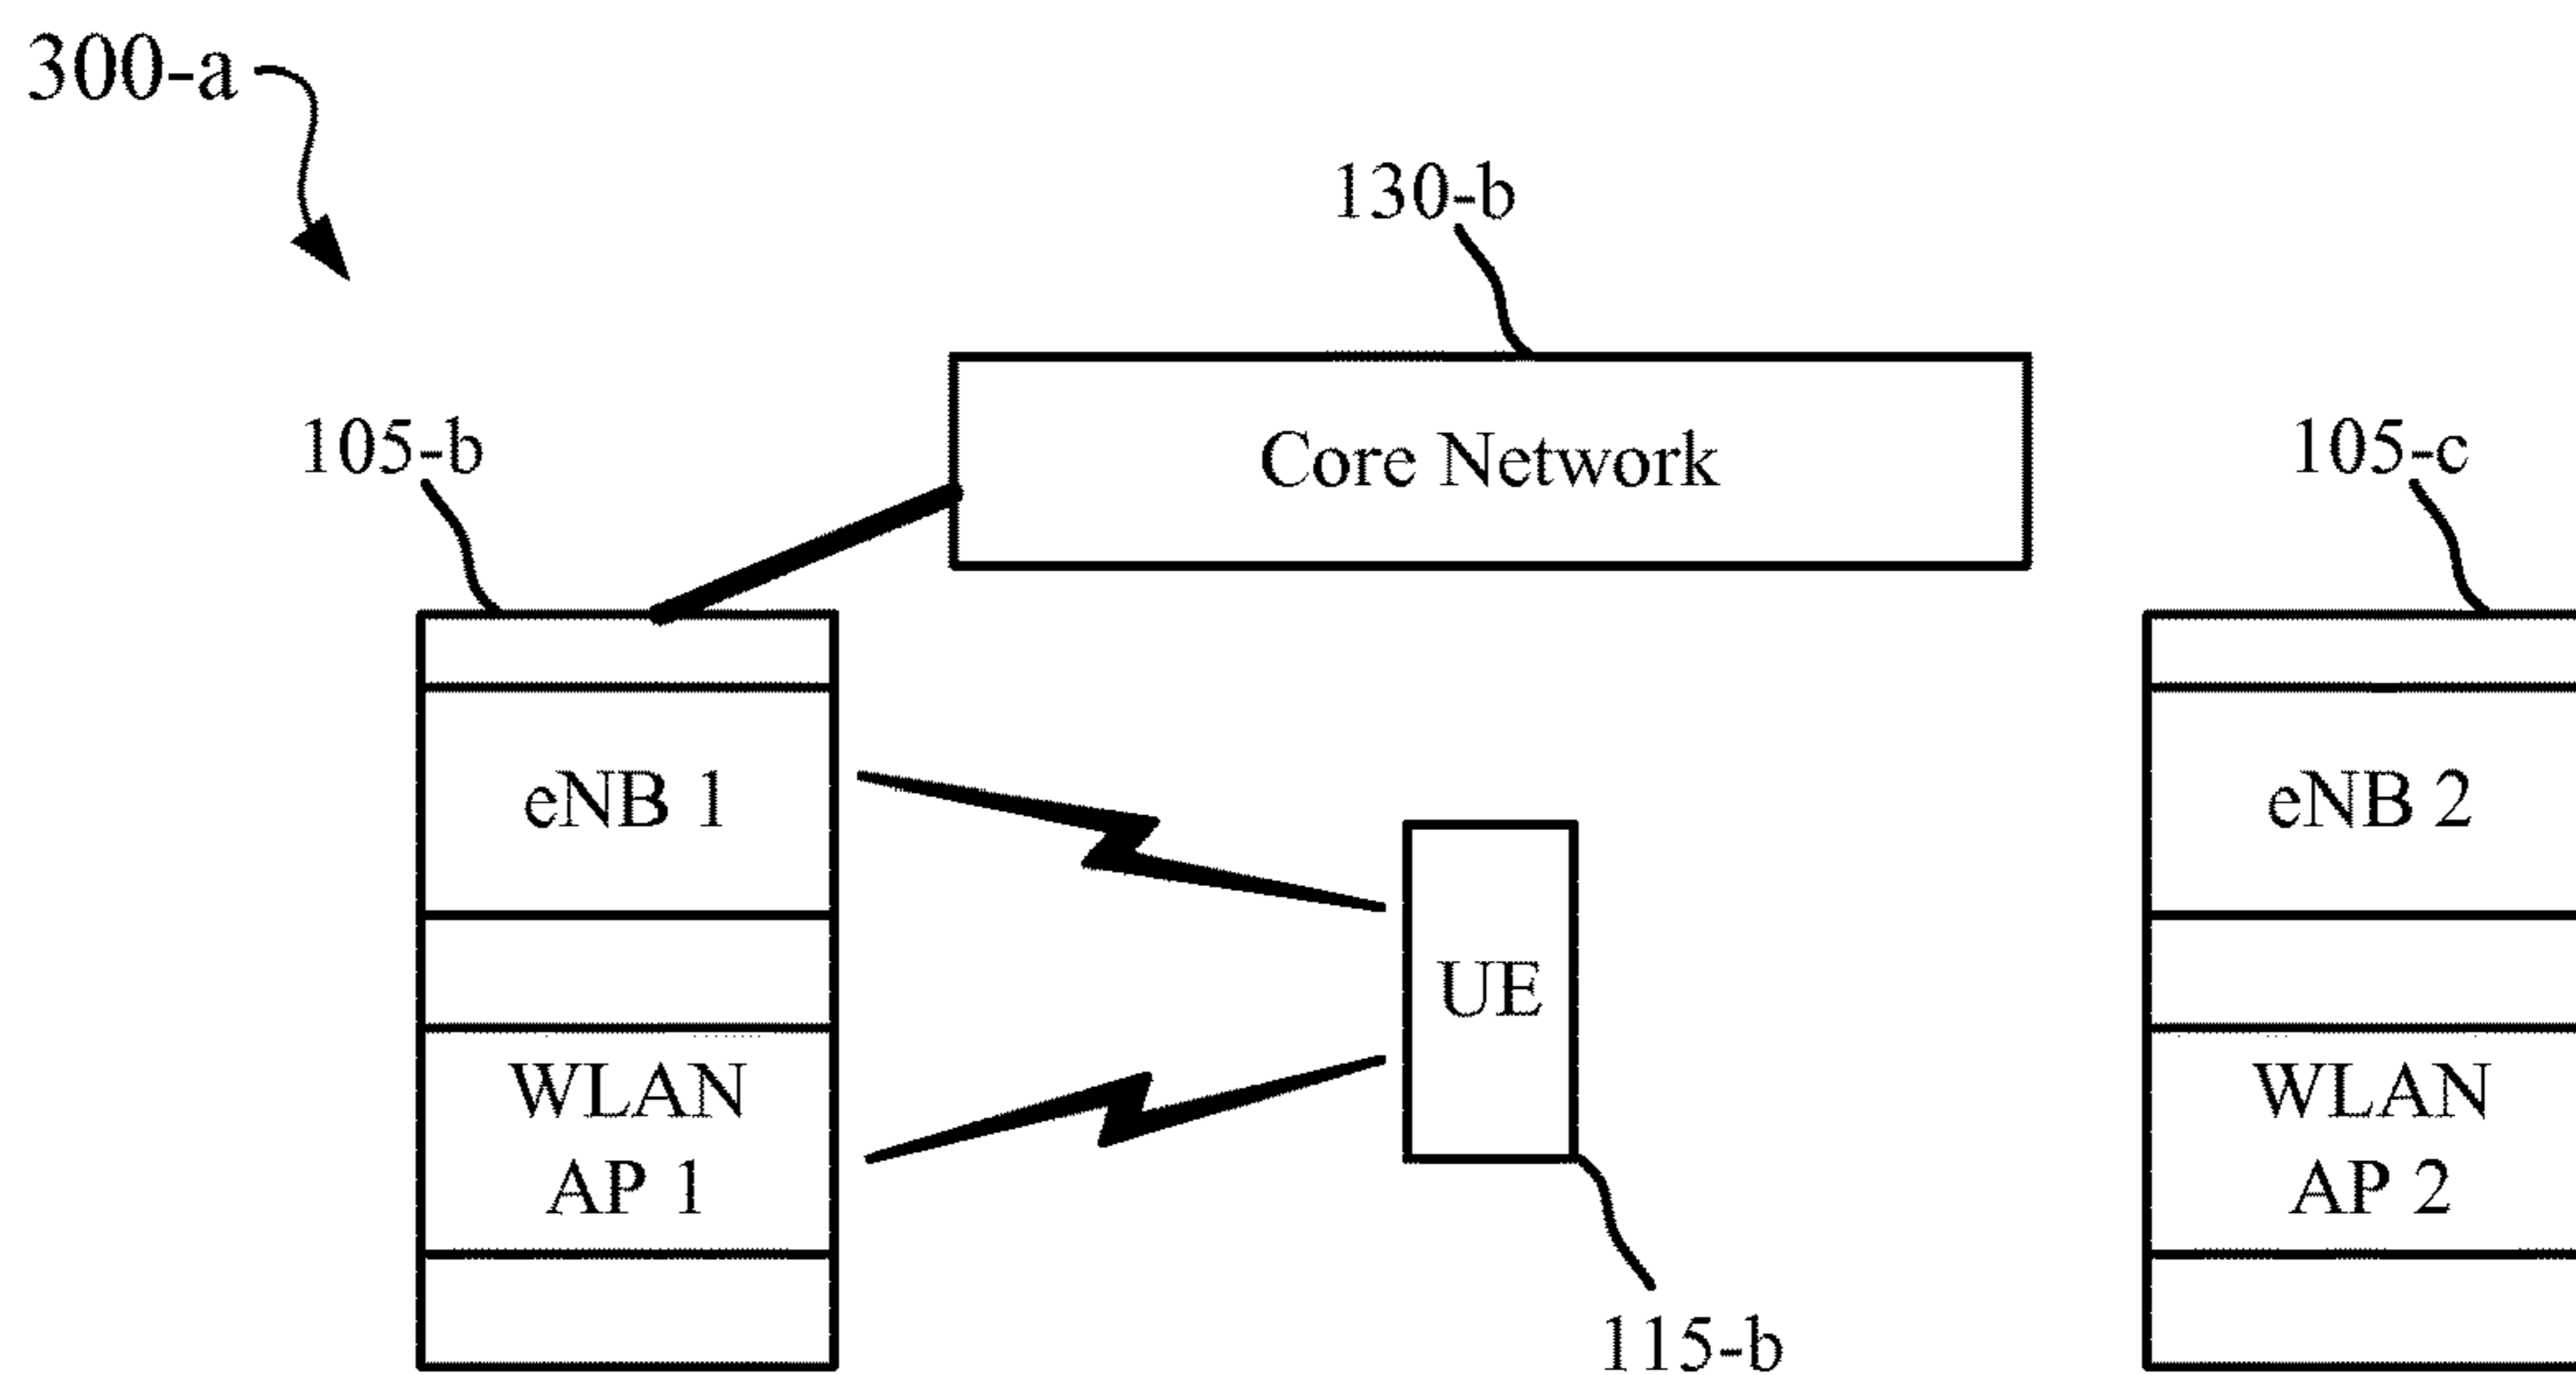 300-a
130-b
105-b
Core Network
105-c
eNB 1
eNB 2
UE
WLAN
AP 1
WLAN
AP 2
115-b